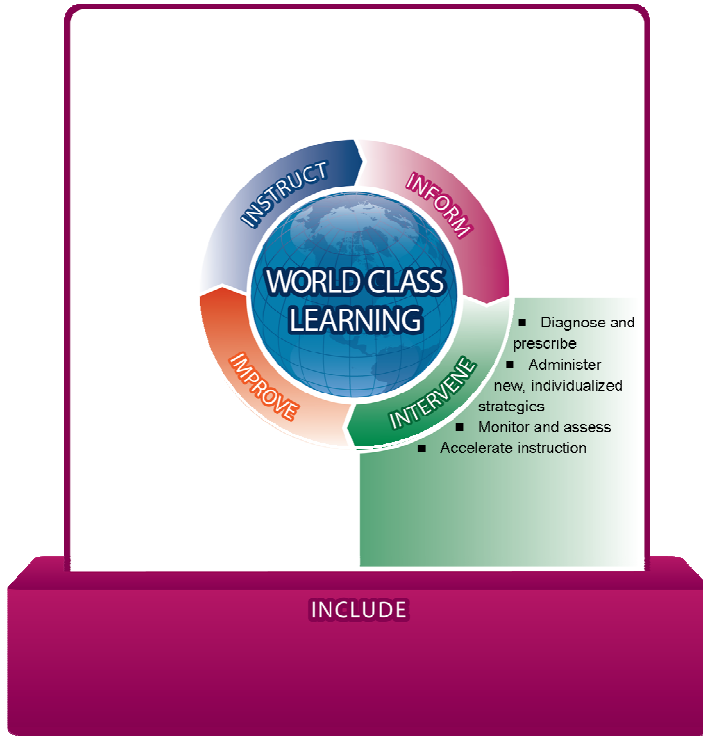 INSTRUCT
INFORM
WORLD CLASS
LEARNING
IMPROVE
INTERVENE
■ Diagnose and
prescribe
■ Administer
new, individualized
strategies
■ Monitor and assess
■ Accelerate instruction
INCLUDE